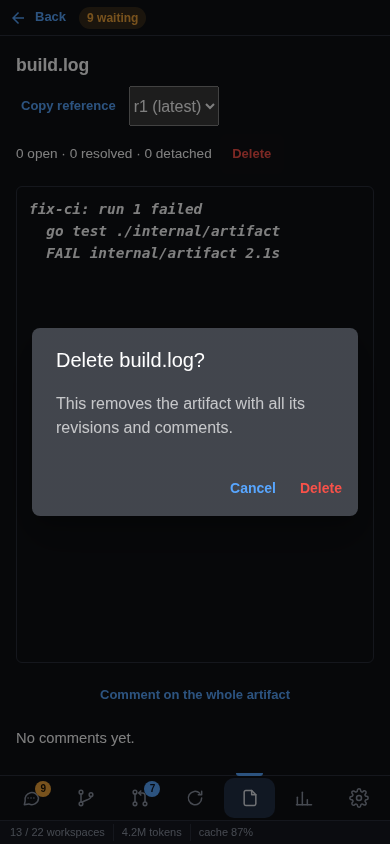 Back
9 waiting
build.log
Copy reference
r1 (latest)
0 open · 0 resolved · 0 detached
Delete
fix-ci: run 1 failed
go test ./internal/artifact
FAIL internal/artifact 2.1s
Delete build.log?
This removes the artifact with all its
revisions and comments.
Cancel
Delete
Comment on the whole artifact
No comments yet.
9
7
13 / 22 workspaces
4.2M tokens
cache 87%